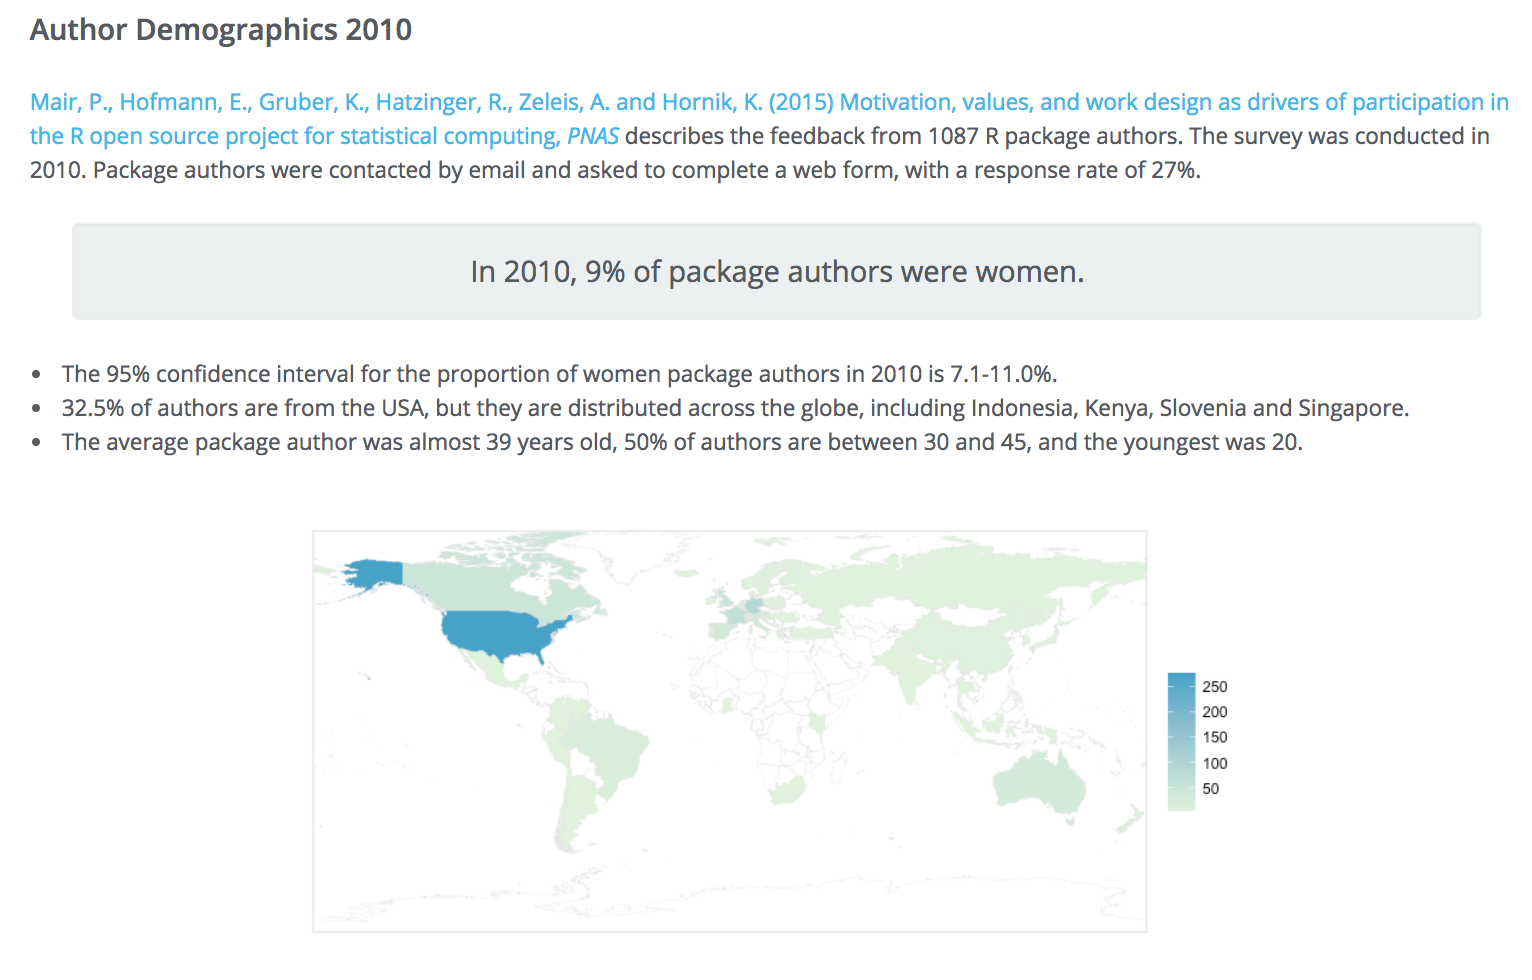 Author Demographics 2010
Mair, P., Hofmann, E., Gruber, K., Hatzinger, R., Zeleis, A. and Hornik, K. (2015) Motivation, values, and work design as drivers of participation in
the R open source project for statistical computing, PNAS describes the feedback from 1087 R package authors. The survey was conducted in
2010. Package authors were contacted by email and asked to complete a web form, with a response rate of 27%.
In 2010, 9% of package authors were women.
• The 95% confidence interval for the proportion of women package authors in 2010 is 7.1-11.0%.
• 32.5% of authors are from the USA, but they are distributed across the globe, including Indonesia, Kenya, Slovenia and Singapore.
• The average package author was almost 39 years old, 50% of authors are between 30 and 45, and the youngest was 20.
250
200
150
100
50